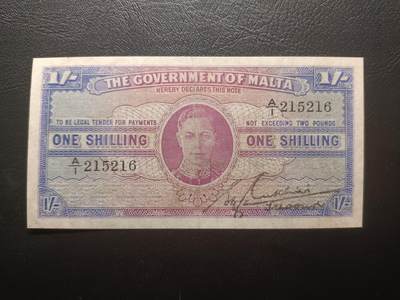 1/- THE GOVERNMENT OF MALTA 1/-
HEREBY DECLARES THIS NOTE
A/1 215216
TO BE LEGAL TENDER FOR PAYMENTS NOT EXCEEDING TWO POUNDS
ONE SHILLING ONE SHILLING
A/1 215216
1/- 1/-